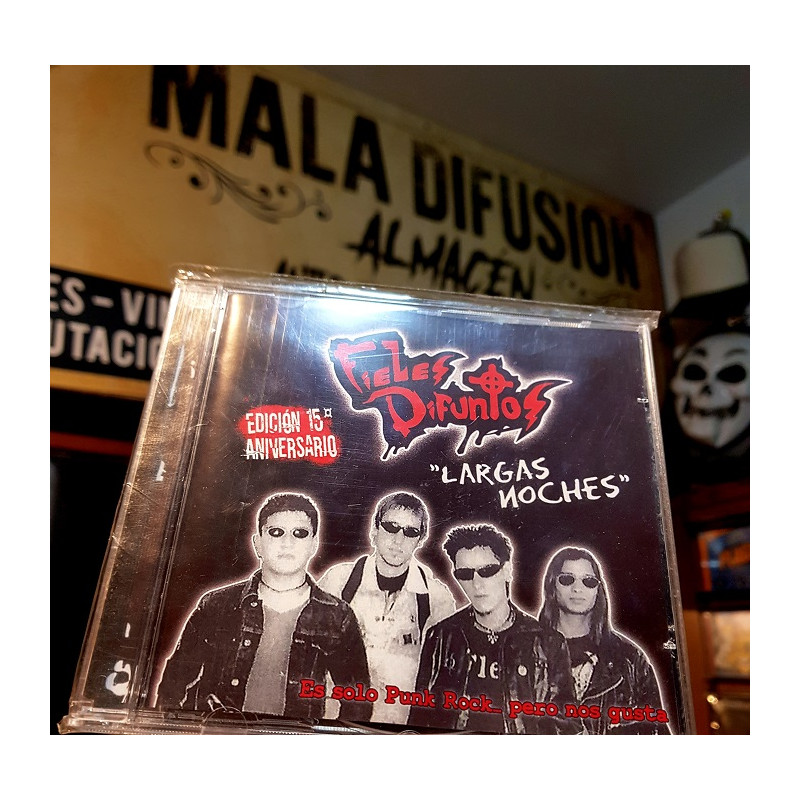 MALA DIFUSION
ALMACÉN
ES - VIN
UTACIO
Fieles
Difuntos
EDICIÓN 15º
ANIVERSARIO
"LARGAS
NOCHES"
Es solo Punk Rock... pero nos gusta